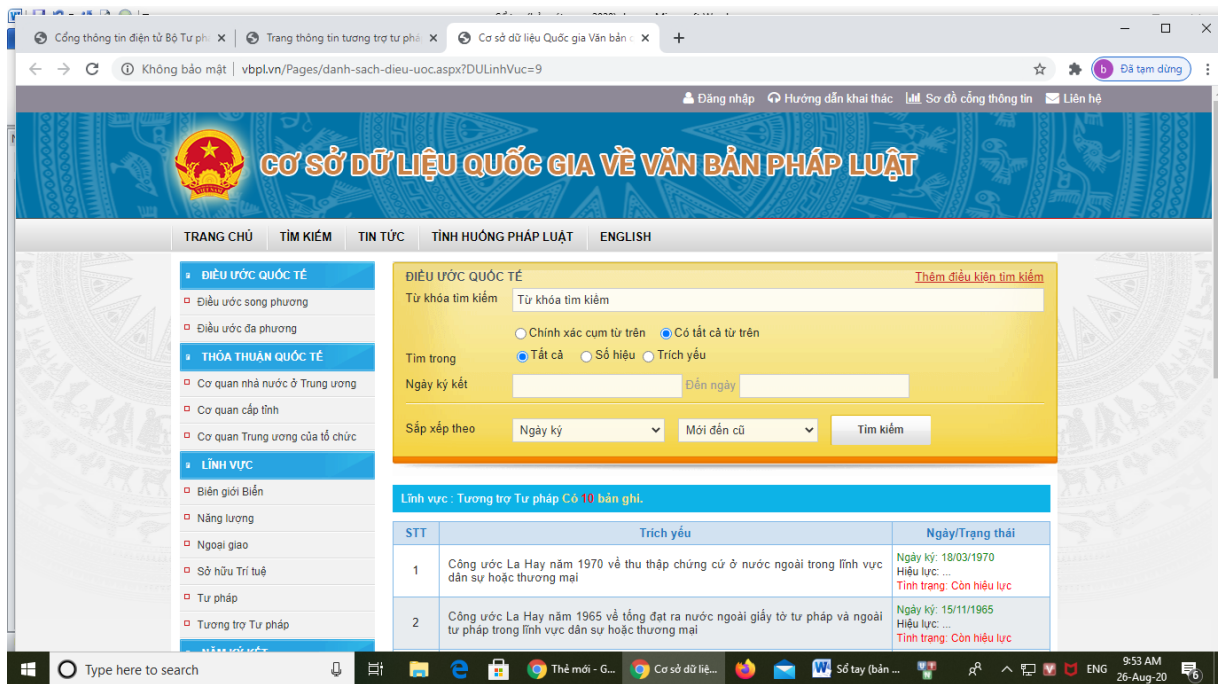 Cổng thông tin điện tử Bộ Tư ph
Trang thông tin tương trợ tư phá
Cơ sở dữ liệu Quốc gia Văn bản
Không bảo mật | vbpl.vn/Pages/danh-sach-dieu-uoc.aspx?DULinhVuc=9
b Đã tạm dừng
Đăng nhập Hướng dẫn khai thác Sơ đồ cổng thông tin Liên hệ
VIỆT NAM
CƠ SỞ DỮ LIỆU QUỐC GIA VỀ VĂN BẢN PHÁP LUẬT
TRANG CHỦ TÌM KIẾM TIN TỨC TÌNH HUỐNG PHÁP LUẬT ENGLISH
ĐIỀU ƯỚC QUỐC TẾ
Điều ước song phương
Điều ước đa phương
THỎA THUẬN QUỐC TẾ
Cơ quan nhà nước ở Trung ương
Cơ quan cấp tỉnh
Cơ quan Trung ương của tổ chức
LĨNH VỰC
Biên giới Biển
Năng lượng
Ngoại giao
Sở hữu Trí tuệ
Tư pháp
Tương trợ Tư pháp
NĂM KÝ KẾT
ĐIỀU ƯỚC QUỐC TẾ
Thêm điều kiện tìm kiếm
Từ khóa tìm kiếm Từ khóa tìm kiếm
Chính xác cụm từ trên Có tất cả từ trên
Tìm trong Tất cả Số hiệu Trích yếu
Ngày ký kết Đến ngày
Sắp xếp theo Ngày ký Mới đến cũ Tìm kiếm
Lĩnh vực : Tương trợ Tư pháp Có 10 bản ghi.
STT Trích yếu Ngày/Trạng thái
1
Công ước La Hay năm 1970 về thu thập chứng cứ ở nước ngoài trong lĩnh vực
dân sự hoặc thương mại
Ngày ký: 18/03/1970
Hiệu lực: ...
Tình trạng: Còn hiệu lực
2
Công ước La Hay năm 1965 về tống đạt ra nước ngoài giấy tờ tư pháp và ngoài
tư pháp trong lĩnh vực dân sự hoặc thương mại
Ngày ký: 15/11/1965
Hiệu lực: ...
Tình trạng: Còn hiệu lực
Type here to search
Thẻ mới - G...
Cơ sở dữ liệ...
Sổ tay (bản ...
ENG
9:53 AM
26-Aug-20
6